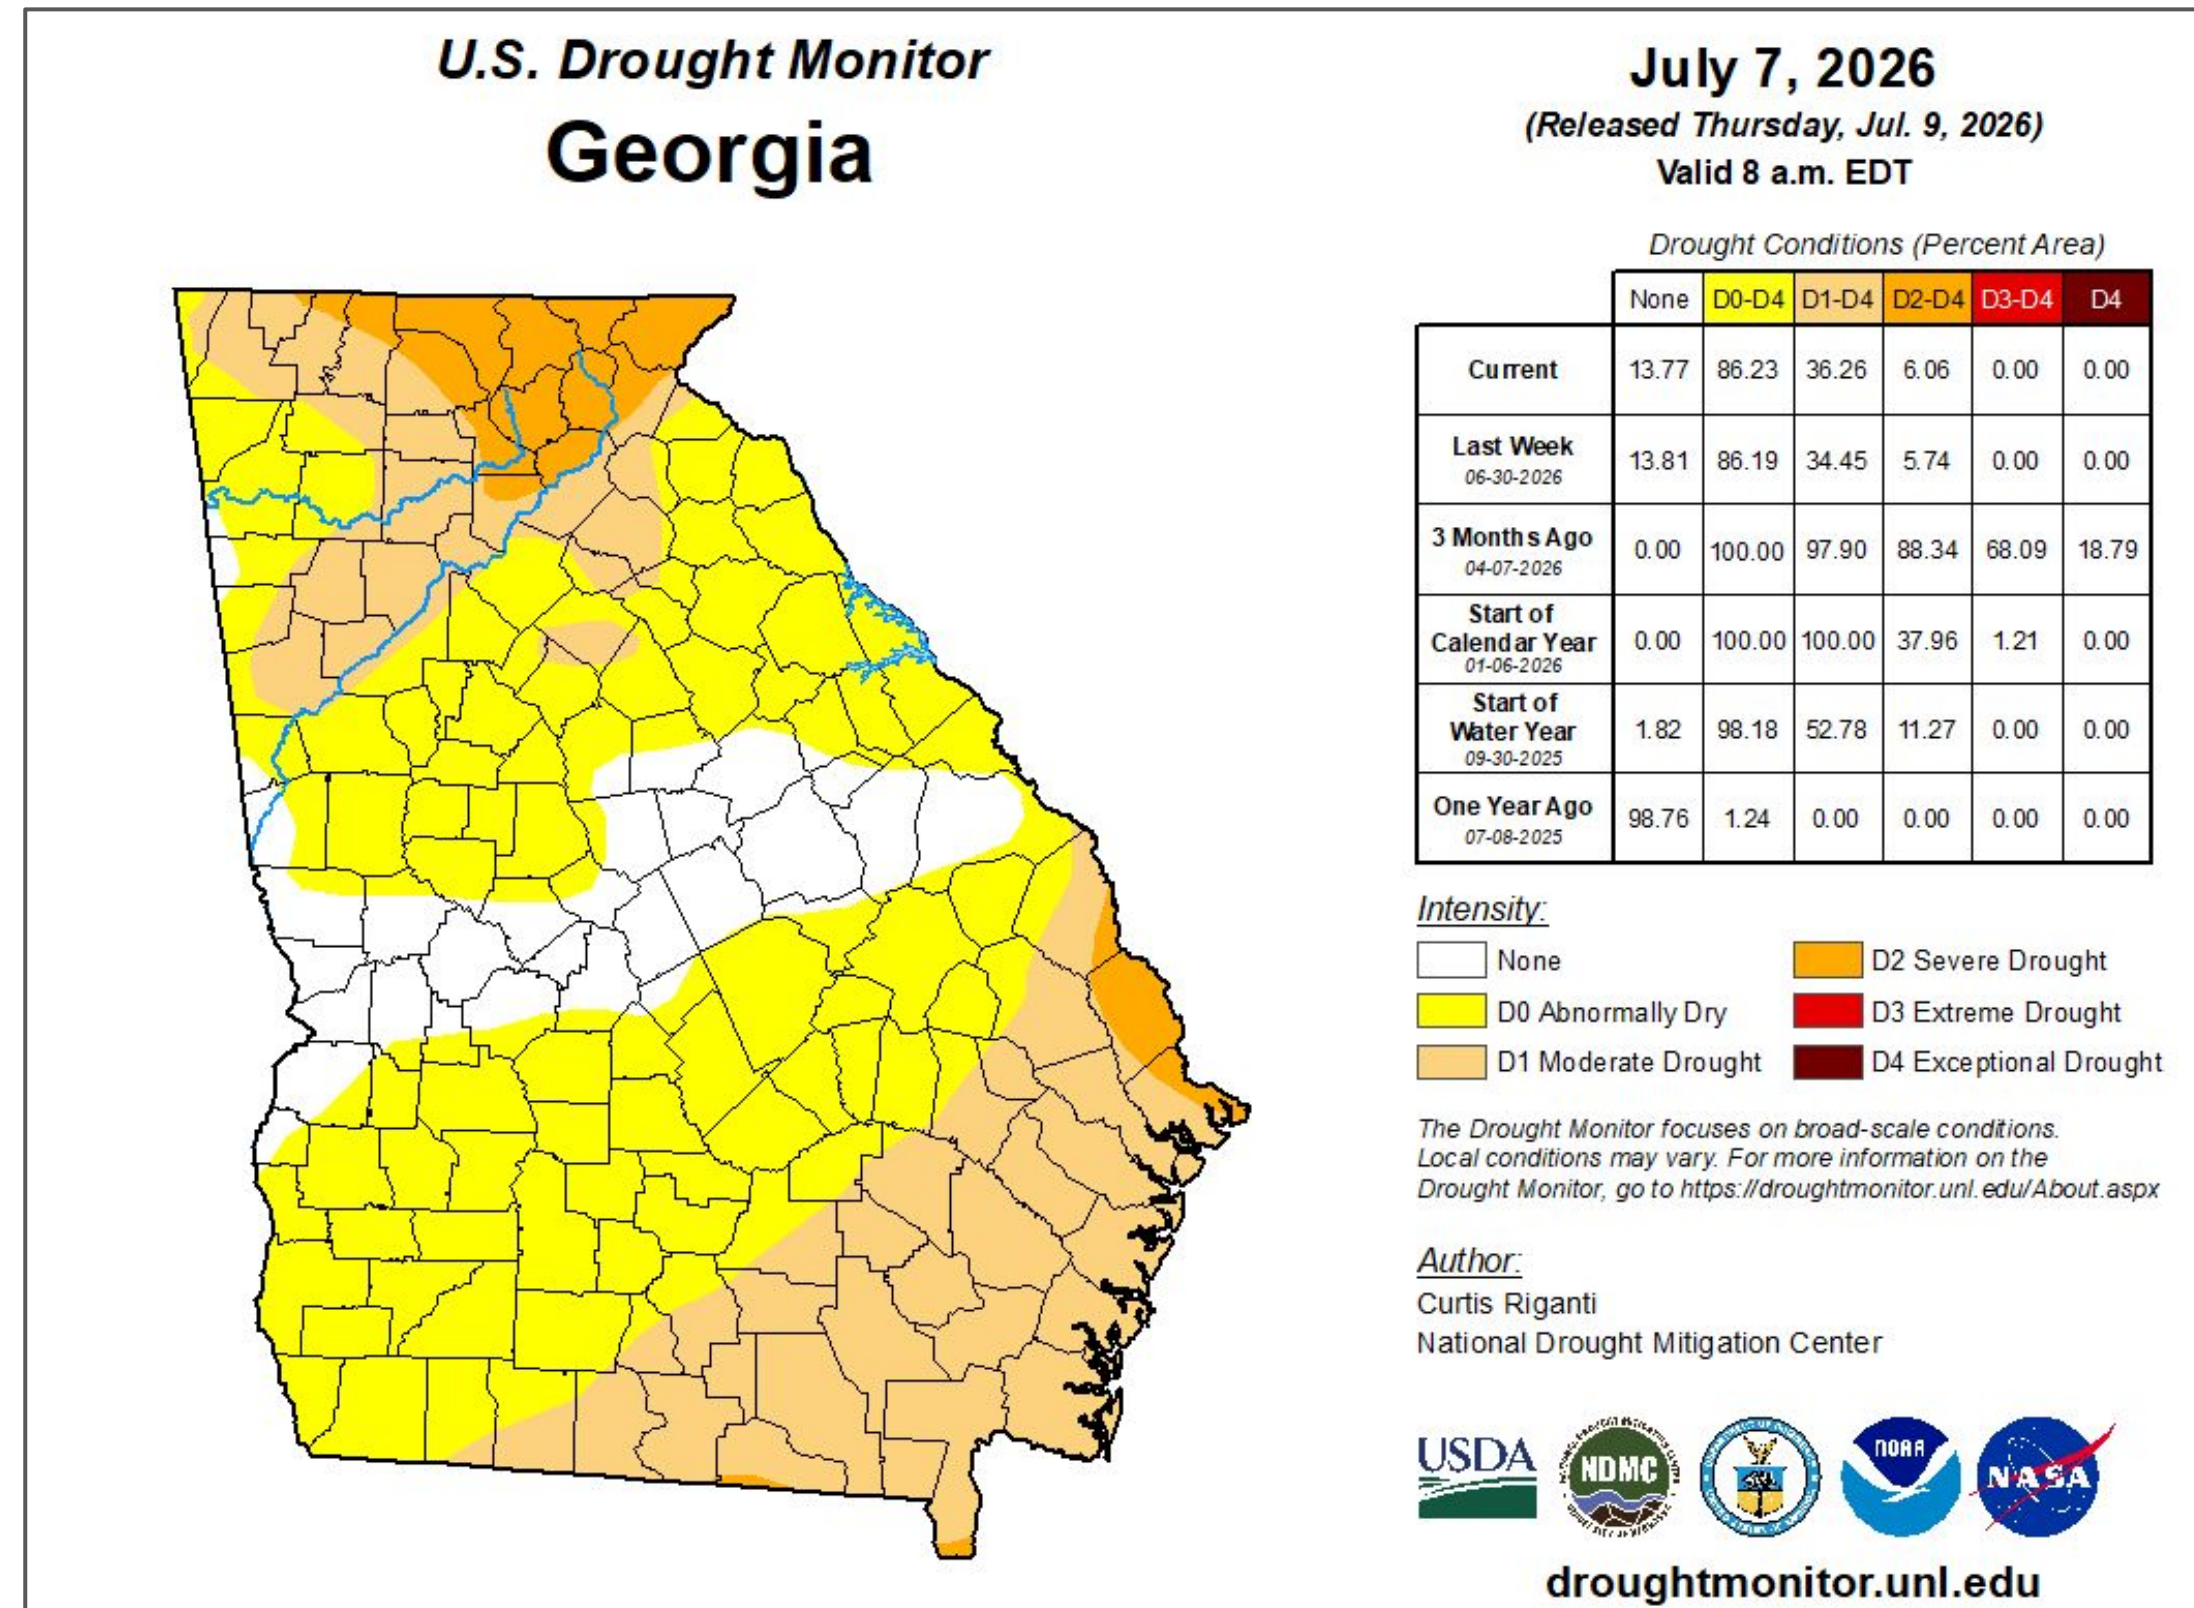 U.S. Drought Monitor
Georgia
July 7, 2026
(Released Thursday, Jul. 9, 2026)
Valid 8 a.m. EDT
Drought Conditions (Percent Area)
None D0-D4 D1-D4 D2-D4 D3-D4 D4
Current 13.77 86.23 36.26 6.06 0.00 0.00
Last Week
06-30-2026
13.81 86.19 34.45 5.74 0.00 0.00
3 Months Ago
04-07-2026
0.00 100.00 97.90 88.34 68.09 18.79
Start of
Calendar Year
01-06-2026
0.00 100.00 100.00 37.96 1.21 0.00
Start of
Water Year
09-30-2025
1.82 98.18 52.78 11.27 0.00 0.00
One Year Ago
07-08-2025
98.76 1.24 0.00 0.00 0.00 0.00
Intensity:
None
D0 Abnormally Dry
D1 Moderate Drought
D2 Severe Drought
D3 Extreme Drought
D4 Exceptional Drought
The Drought Monitor focuses on broad-scale conditions.
Local conditions may vary. For more information on the
Drought Monitor, go to https://droughtmonitor.unl.edu/About.aspx
Author:
Curtis Riganti
National Drought Mitigation Center
USDA
NDMC
NOAA
NASA
droughtmonitor.unl.edu